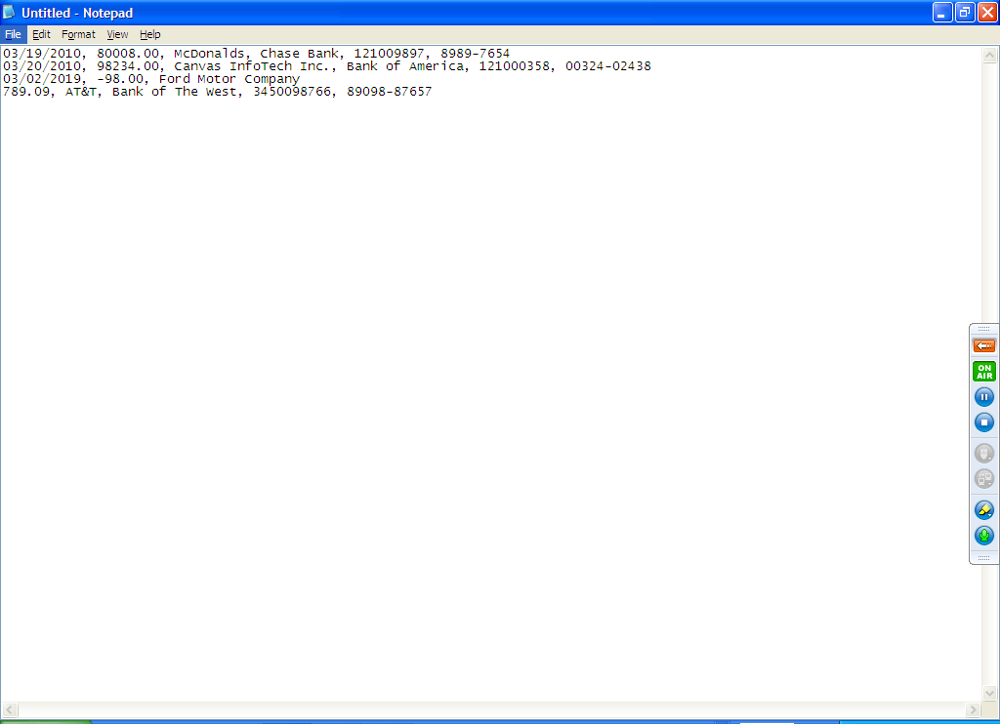 Untitled - Notepad
File Edit Format View Help
03/19/2010, 80008.00, McDonalds, Chase Bank, 121009897, 8989-7654
03/20/2010, 98234.00, Canvas InfoTech Inc., Bank of America, 121000358, 00324-02438
03/02/2019, -98.00, Ford Motor Company
789.09, AT&T, Bank of The West, 3450098766, 89098-87657
ON
AIR